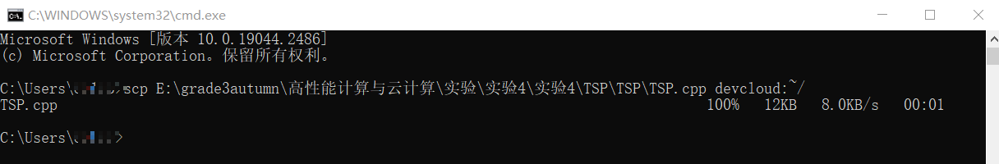 C:\WINDOWS\system32\cmd.exe
Microsoft Windows [版本 10.0.19044.2486]
(c) Microsoft Corporation。保留所有权利。
C:\Users\ scp E:\grade3autumn\高性能计算与云计算\实验\实验4\实验4\TSP\TSP\TSP.cpp devcloud:~/
TSP.cpp 100% 12KB 8.0KB/s 00:01
C:\Users\ >